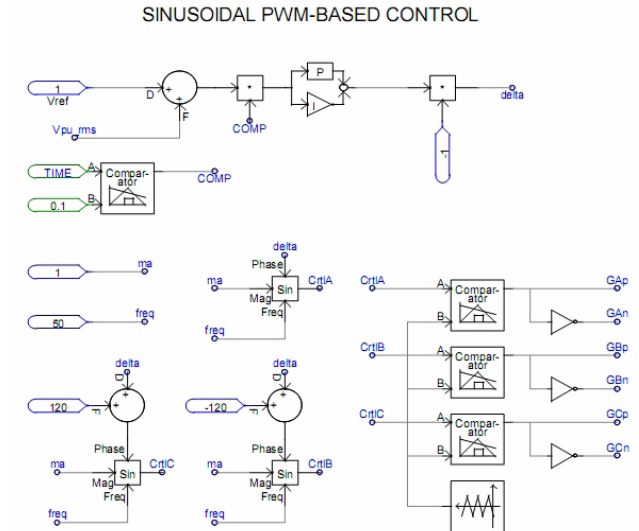 SINUSOIDAL PWM-BASED CONTROL
1
Vref
D
+
+
F
Vpu_rms
*
COMP
P
I
*
-1
delta
TIME
A
0.1
B
Compar-
ator
COMP
1
ma
50
freq
delta
Phase
ma
Mag
Sin
CrtlA
Freq
freq
delta
D
120
F
+
+
Phase
ma
Mag
Sin
CrtlC
Freq
freq
delta
D
-120
F
+
+
Phase
ma
Mag
Sin
CrtlB
Freq
freq
CrtlA
A
B
Compar-
ator
GAp
GAn
CrtlB
A
B
Compar-
ator
GBp
GBn
CrtlC
A
B
Compar-
ator
GCp
GCn